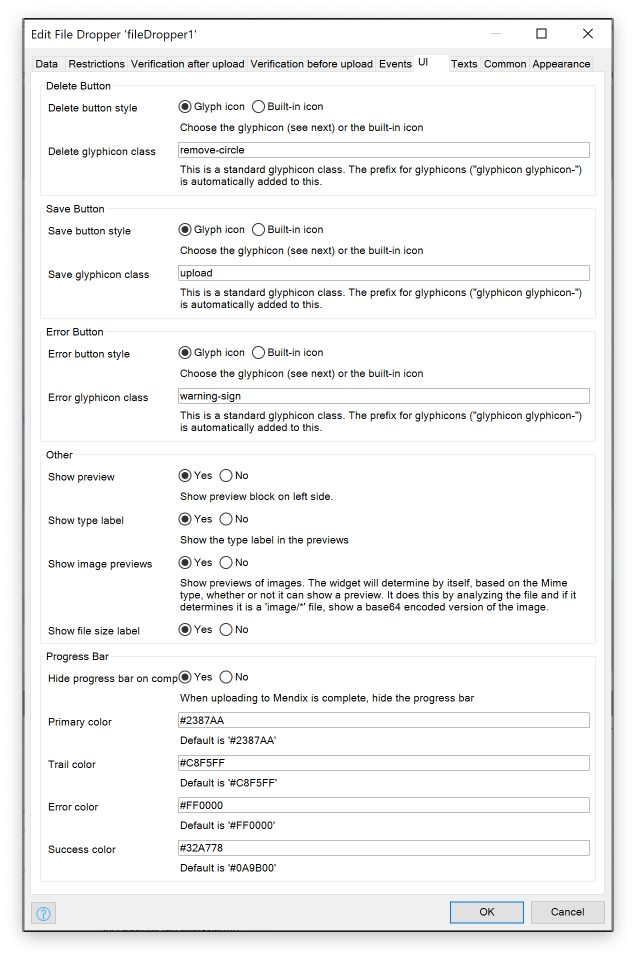 Edit File Dropper 'fileDropper1'
Data Restrictions Verification after upload Verification before upload Events UI Texts Common Appearance
Delete Button
Delete button style Glyph icon Built-in icon
Choose the glyphicon (see next) or the built-in icon
Delete glyphicon class remove-circle
This is a standard glyphicon class. The prefix for glyphicons ("glyphicon glyphicon-")
is automatically added to this.
Save Button
Save button style Glyph icon Built-in icon
Choose the glyphicon (see next) or the built-in icon
Save glyphicon class upload
This is a standard glyphicon class. The prefix for glyphicons ("glyphicon glyphicon-")
is automatically added to this.
Error Button
Error button style Glyph icon Built-in icon
Choose the glyphicon (see next) or the built-in icon
Error glyphicon class warning-sign
This is a standard glyphicon class. The prefix for glyphicons ("glyphicon glyphicon-")
is automatically added to this.
Other
Show preview Yes No
Show preview block on left side.
Show type label Yes No
Show the type label in the previews
Show image previews Yes No
Show previews of images. The widget will determine by itself, based on the Mime
type, whether or not it can show a preview. It does this by analyzing the file and if it
determines it is a 'image/*' file, show a base64 encoded version of the image.
Show file size label Yes No
Progress Bar
Hide progress bar on comp Yes No
When uploading to Mendix is complete, hide the progress bar
Primary color #2387AA
Default is '#2387AA'
Trail color #C8F5FF
Default is '#C8F5FF'
Error color #FF0000
Default is '#FF0000'
Success color #32A778
Default is '#0A9B00'
? OK Cancel